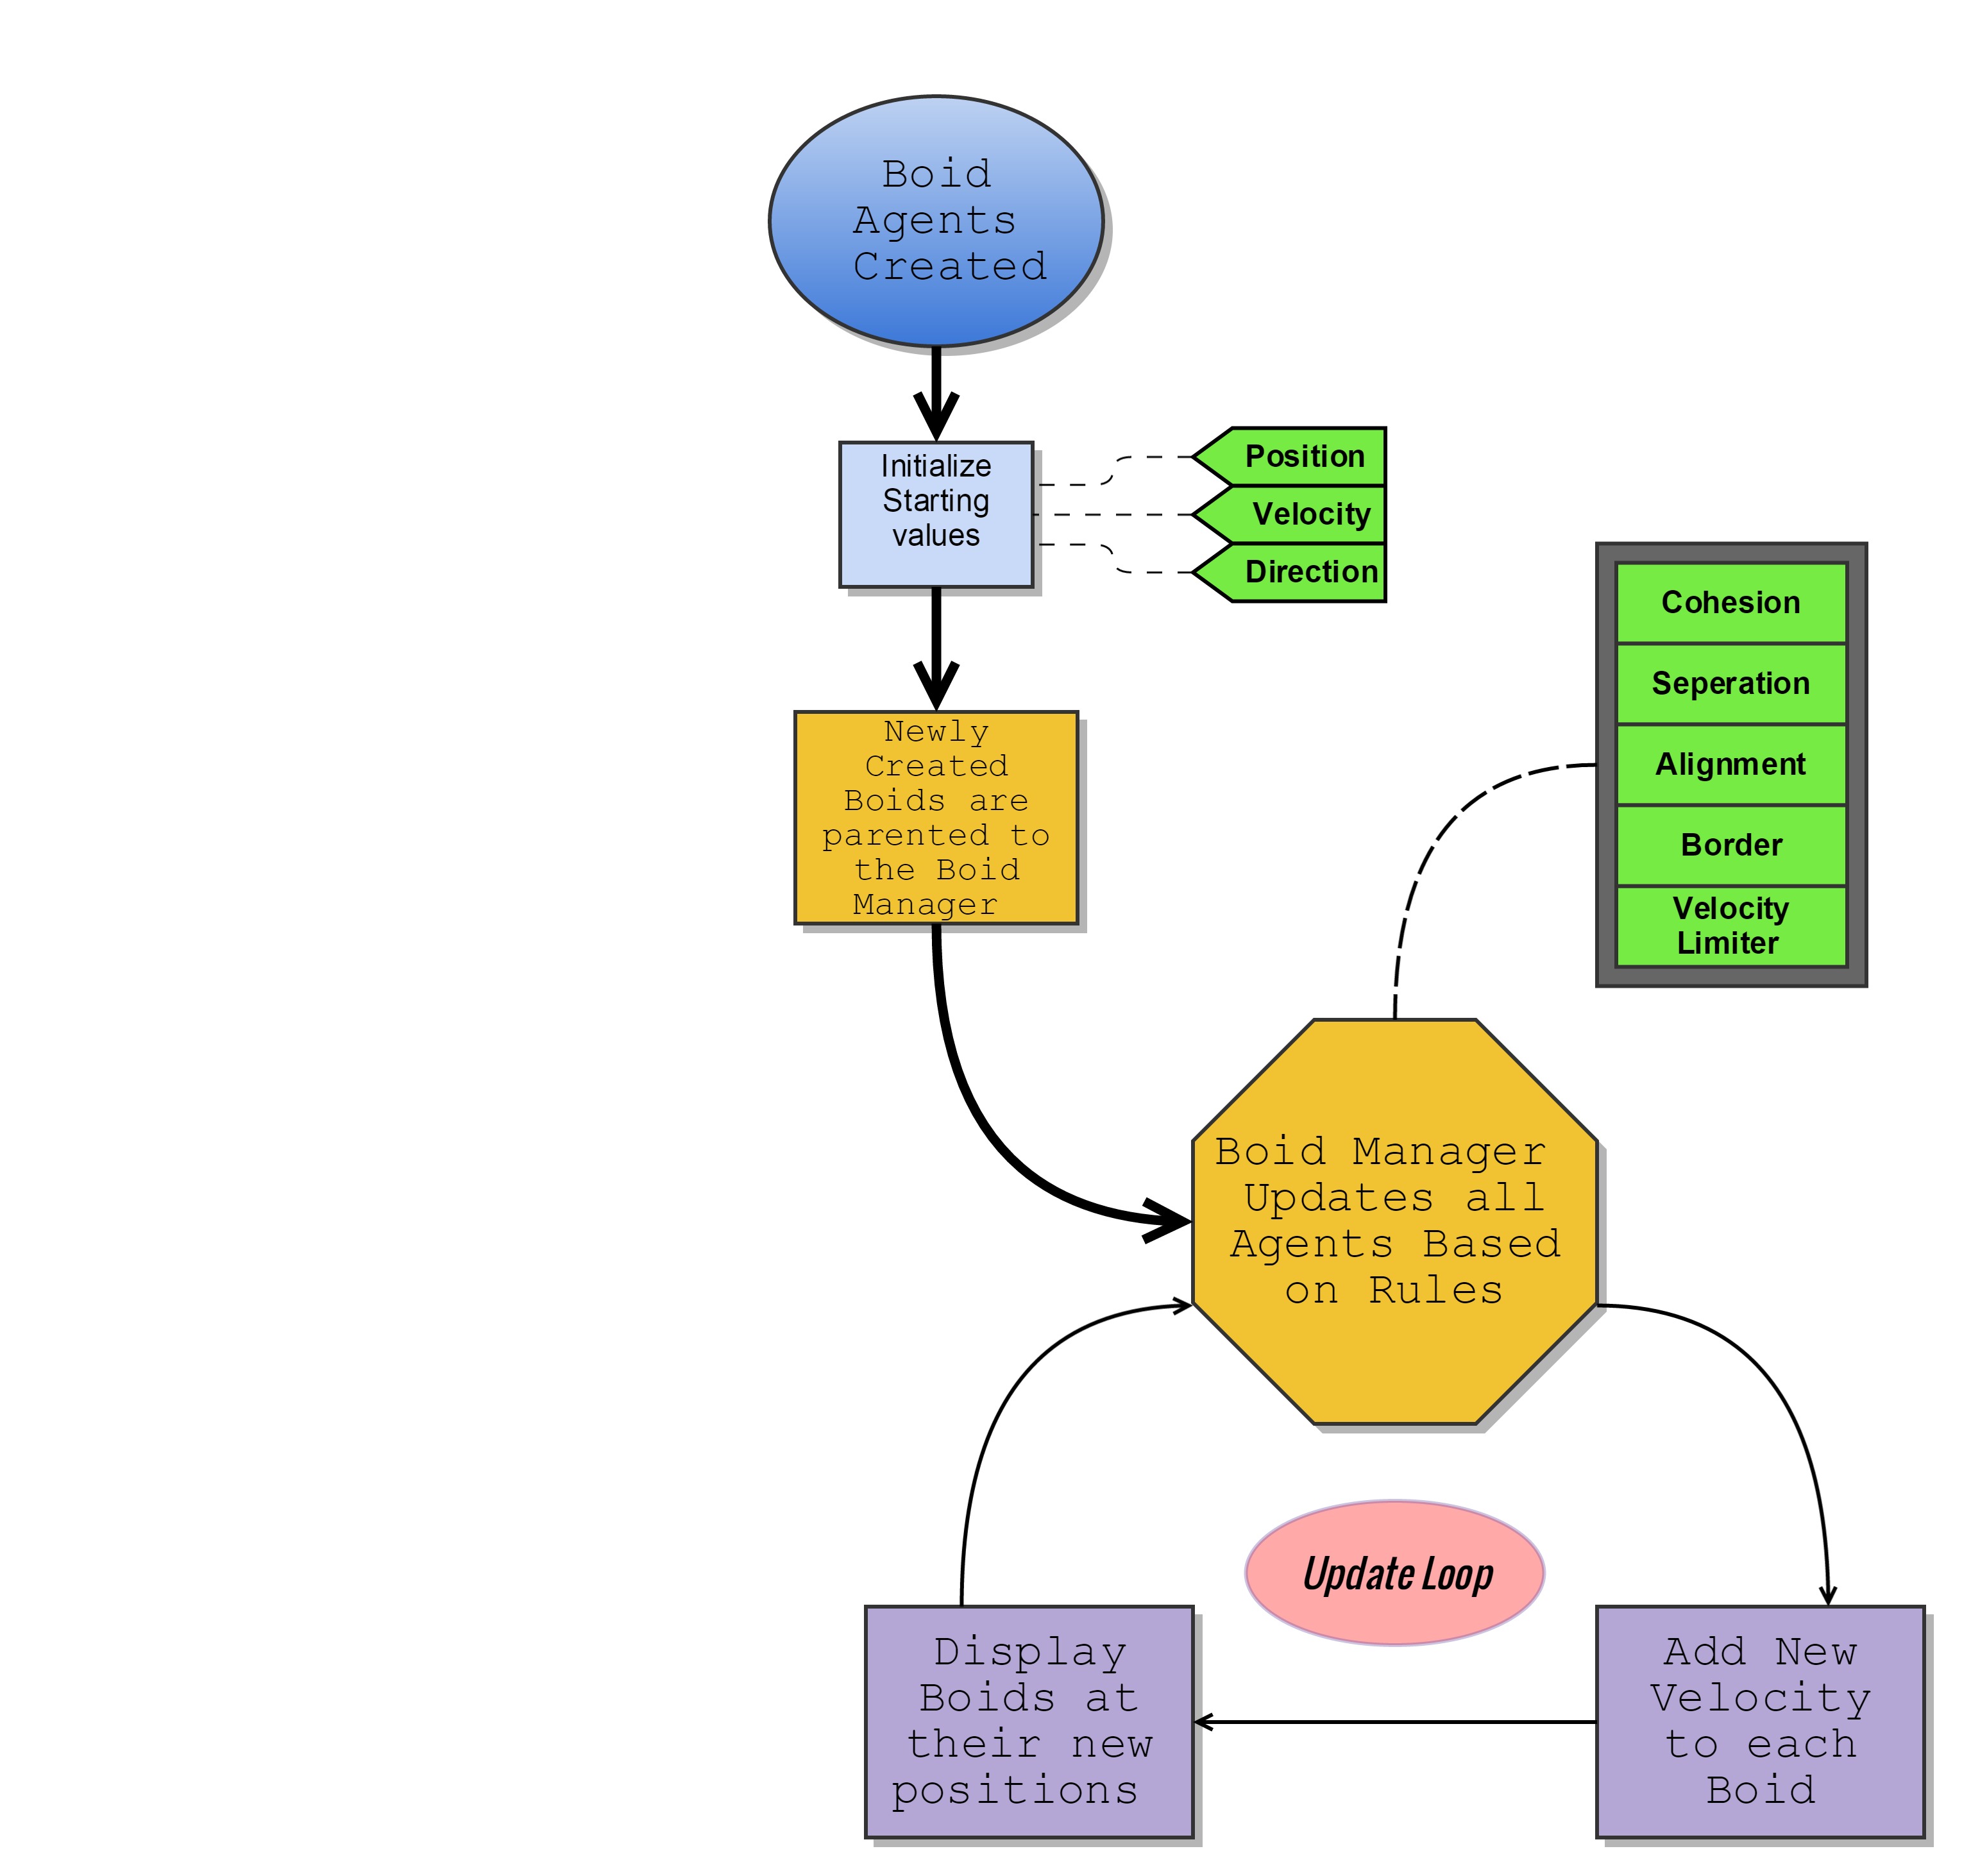 Boid
Agents
Created
Initialize
Starting
values
Position
Velocity
Direction
Newly
Created
Boids are
parented to
the Boid
Manager
Cohesion
Seperation
Alignment
Border
Velocity
Limiter
Boid Manager
Updates all
Agents Based
on Rules
Update Loop
Display
Boids at
their new
positions
Add New
Velocity
to each
Boid